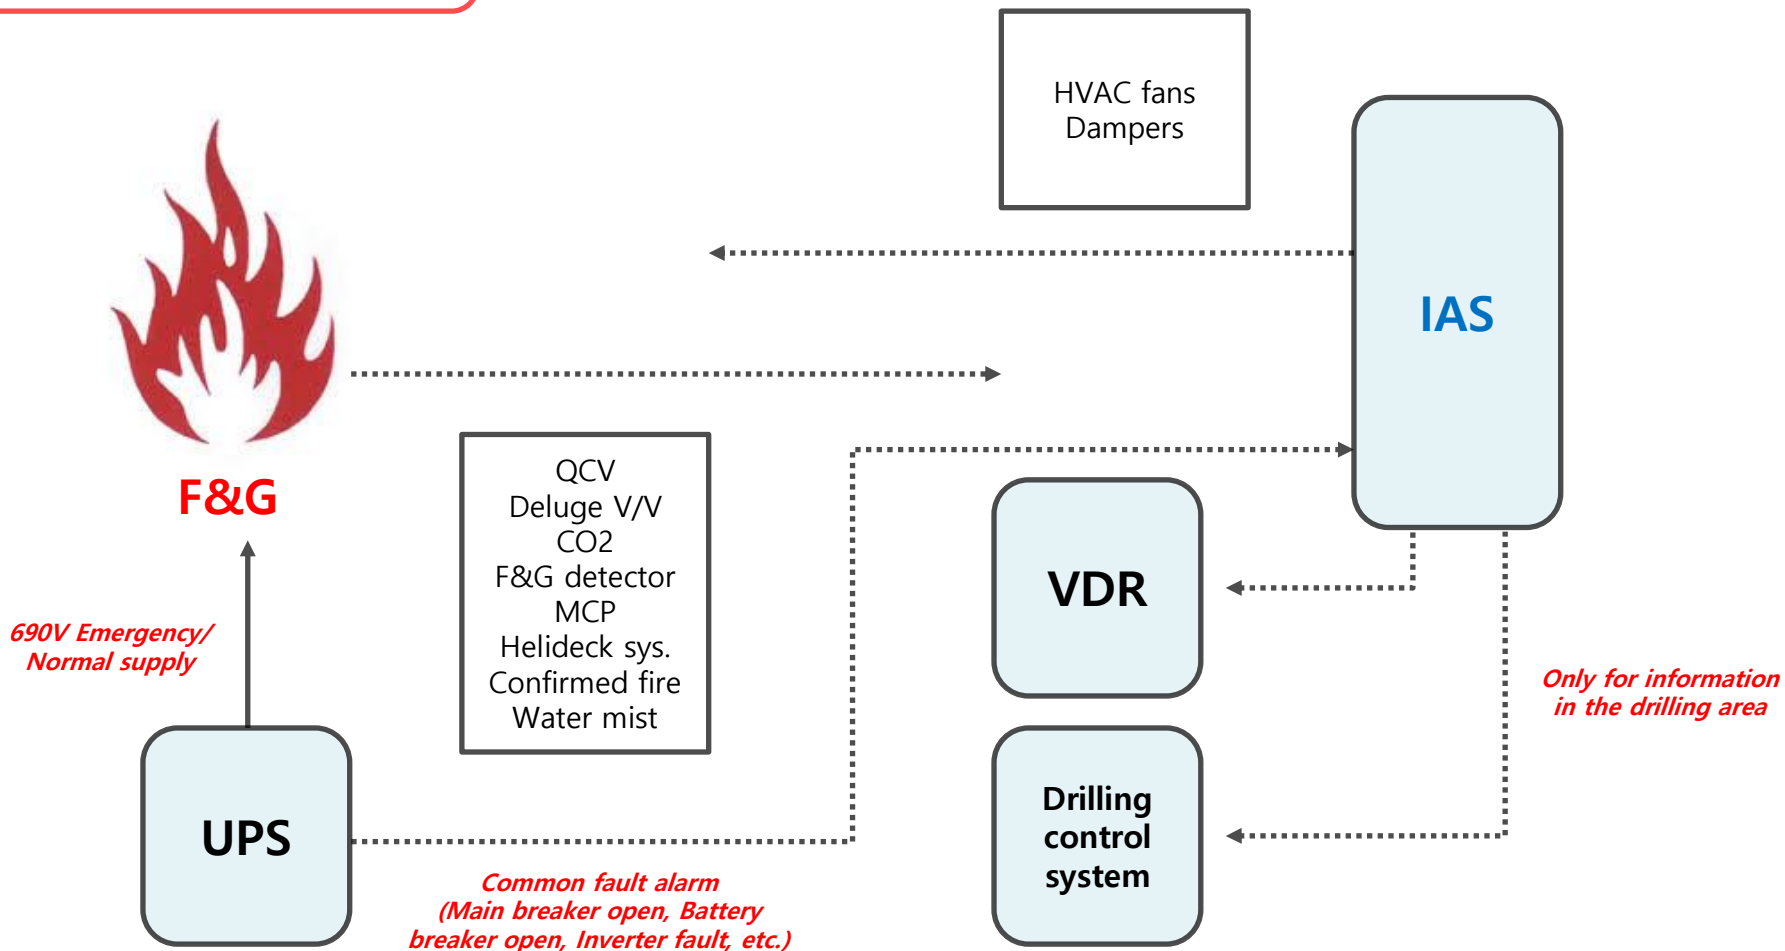 HVAC fans
Dampers
IAS
F&G
QCV
Deluge V/V
CO2
F&G detector
MCP
Helideck sys.
Confirmed fire
Water mist
VDR
690V Emergency/
Normal supply
Only for information
in the drilling area
UPS
Drilling
control
system
Common fault alarm
(Main breaker open, Battery
breaker open, Inverter fault, etc.)